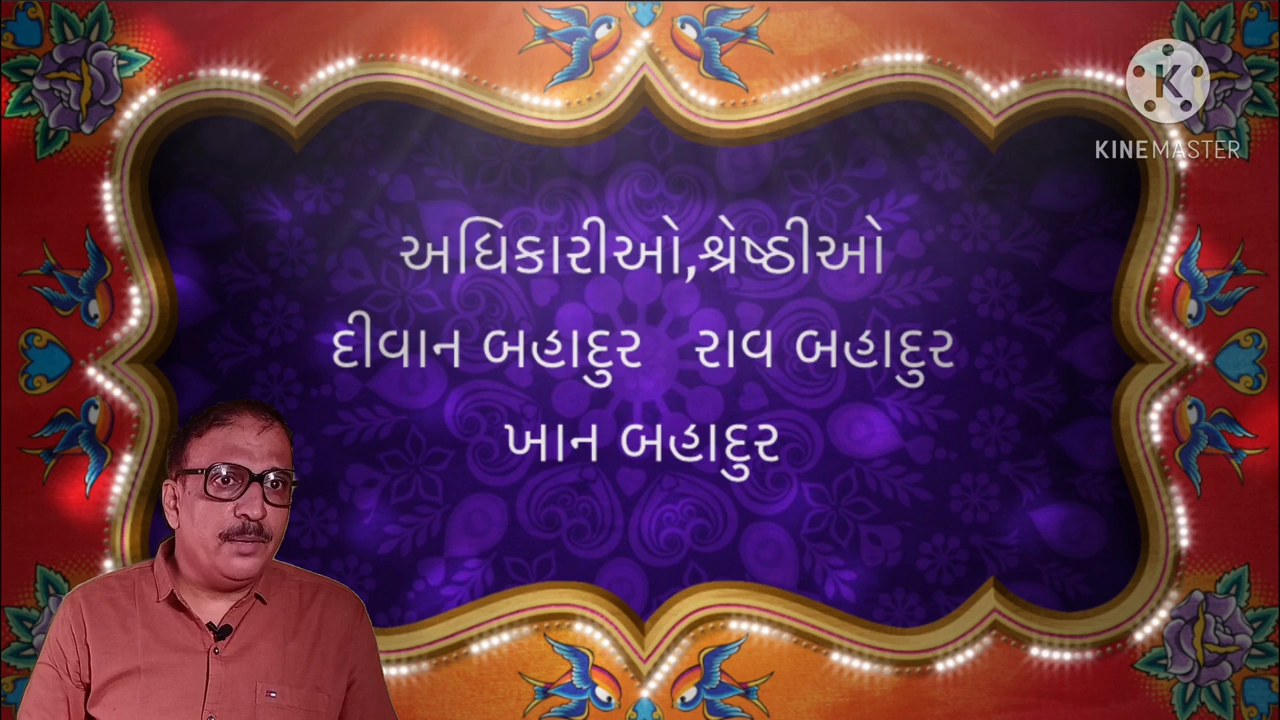 K
KINEMASTER
અધિકારીઓ,શ્રેષ્ઠીઓ
દીવાન બહાદુર રાવ બહાદુર
ખાન બહાદુર